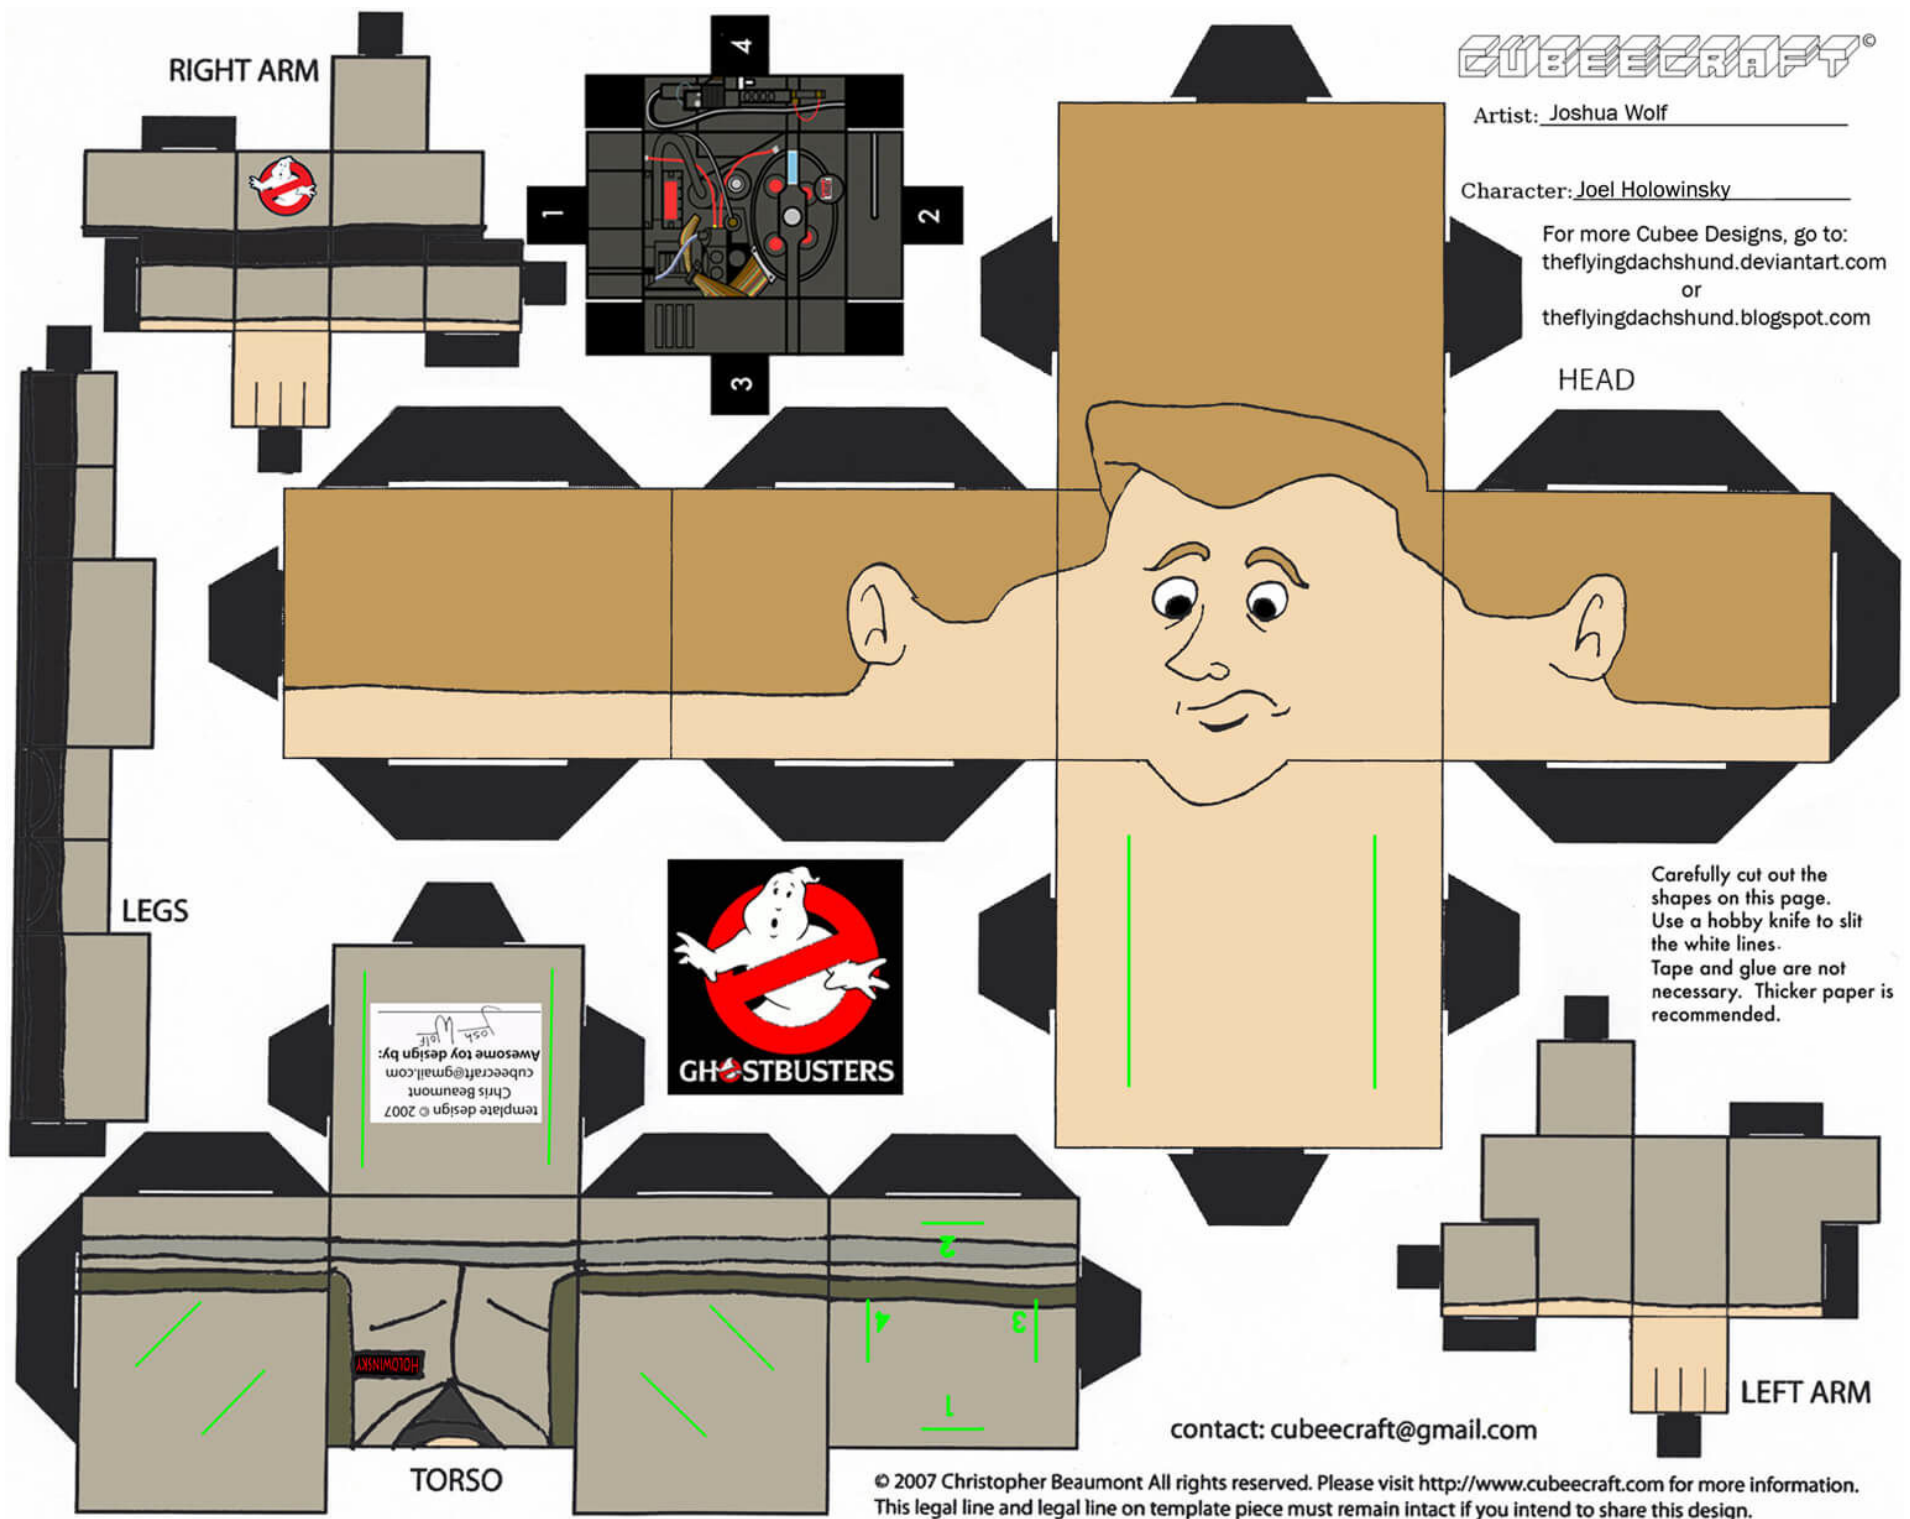 CUBEECRAFT©
Artist: Joshua Wolf
Character: Joel Holowinsky
For more Cubee Designs, go to:
theflyingdachshund.deviantart.com
or
theflyingdachshund.blogspot.com
RIGHT ARM
4
1
2
3
HEAD
LEGS
GHOSTBUSTERS
Carefully cut out the
shapes on this page.
Use a hobby knife to slit
the white lines.
Tape and glue are not
necessary. Thicker paper is
recommended.
template design © 2007
Chris Beaumont
cubeecraft@gmail.com
Awesome toy design by:
Josh Wolf
2
4
3
1
HOLOWINSKY
TORSO
LEFT ARM
contact: cubeecraft@gmail.com
© 2007 Christopher Beaumont All rights reserved. Please visit http://www.cubeecraft.com for more information.
This legal line and legal line on template piece must remain intact if you intend to share this design.